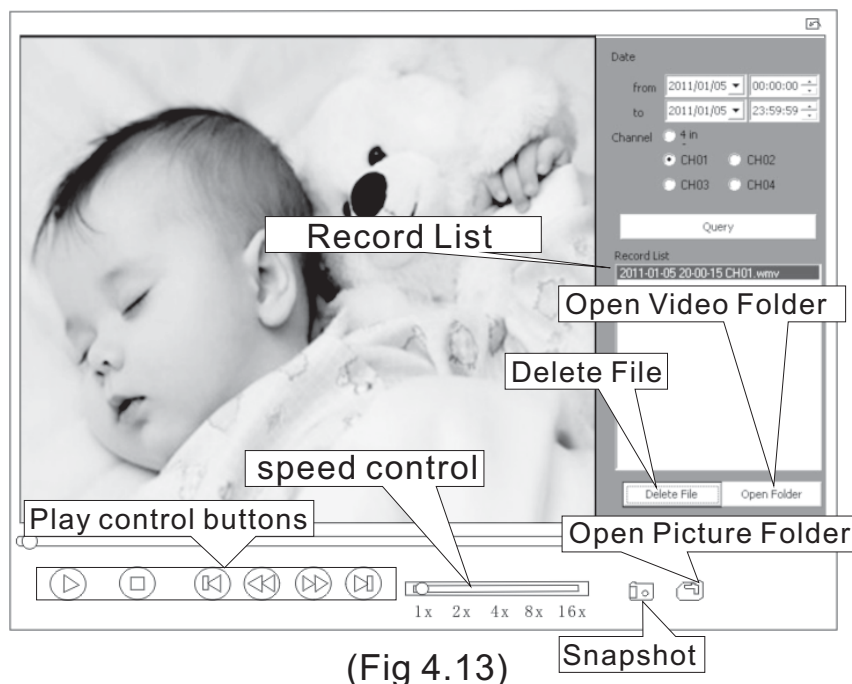 Date
from 2011/01/05 00:00:00
to 2011/01/05 23:59:59
Channel 4 in
CH01 CH02
CH03 CH04
Query
Record List
Record List
2011-01-05 20-00-15 CH01.wmv
Open Video Folder
Delete File
speed control
Delete File Open Folder
Play control buttons
Open Picture Folder
1x 2x 4x 8x 16x
Snapshot
(Fig 4.13)